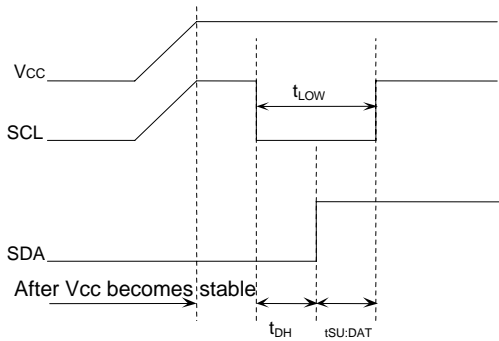 Vcc
tLOW
SCL
SDA
After Vcc becomes stable
tDH
tSU:DAT